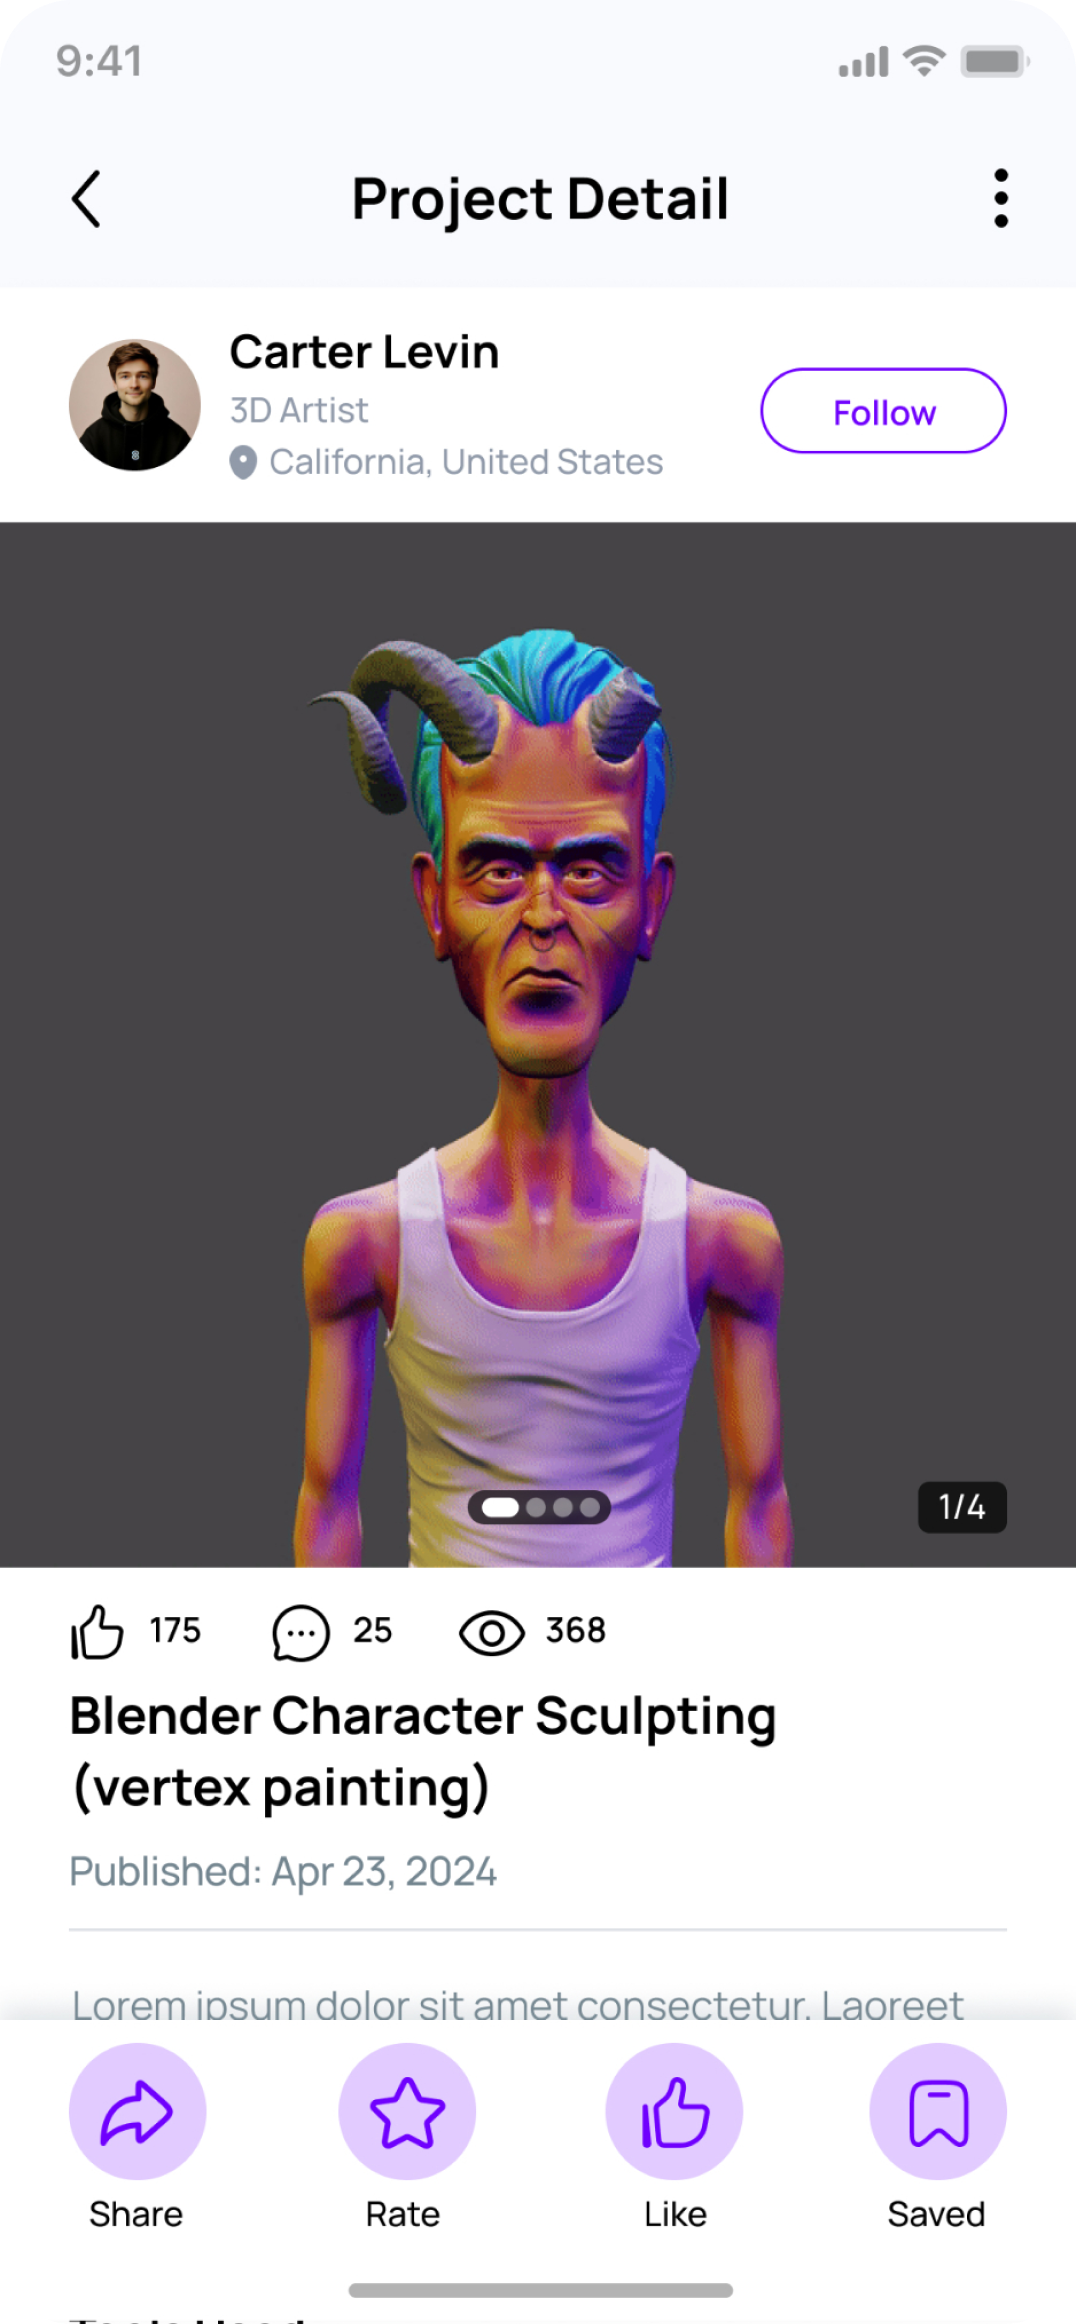 9:41
Project Detail
Carter Levin
3D Artist
California, United States
Follow
1/4
175
25
368
Blender Character Sculpting
(vertex painting)
Published: Apr 23, 2024
Lorem ipsum dolor sit amet consectetur. Laoreet
Share
Rate
Like
Saved